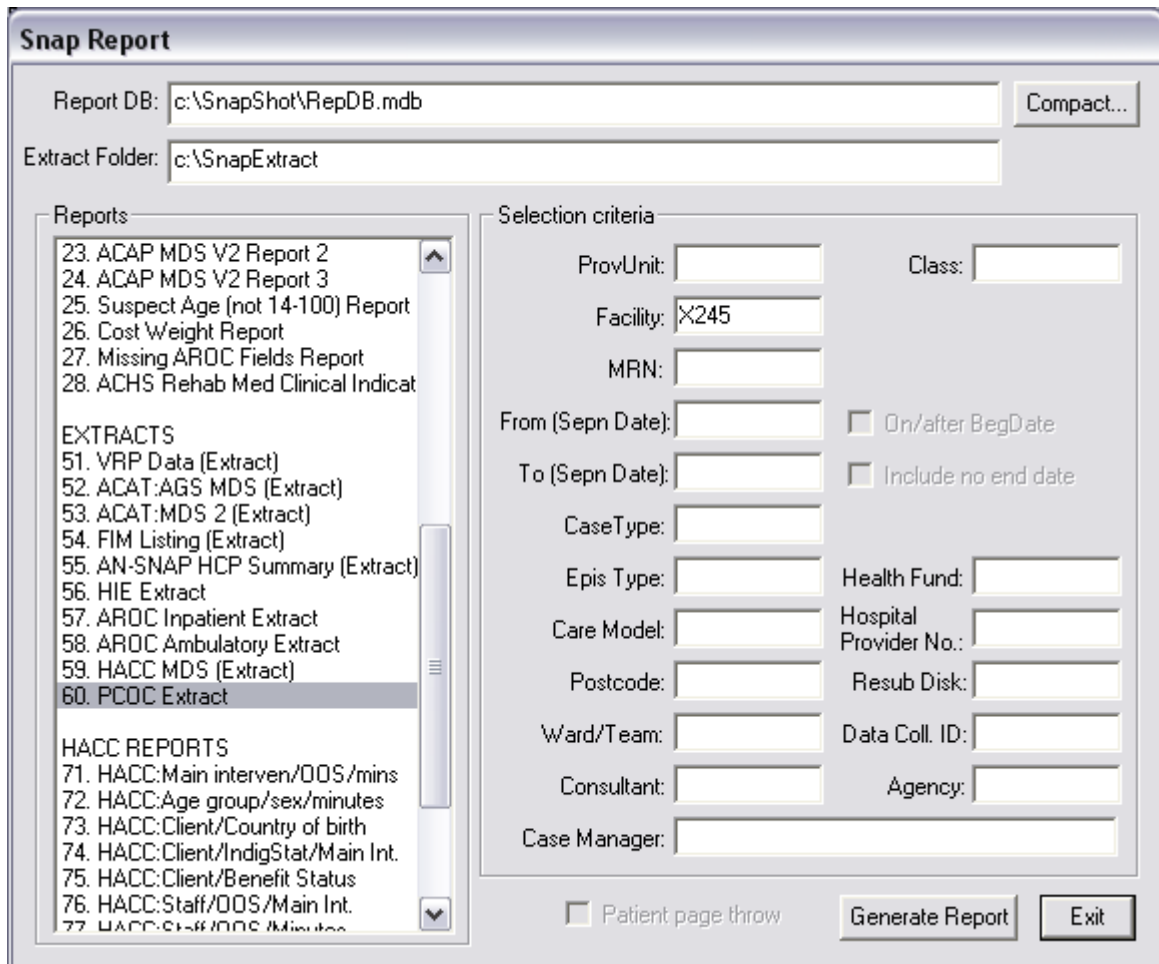 Snap Report
Report DB: c:\SnapShot\RepDB.mdb Compact...
Extract Folder: c:\SnapExtract
Reports
23. ACAP MDS V2 Report 2
24. ACAP MDS V2 Report 3
25. Suspect Age (not 14-100) Report
26. Cost Weight Report
27. Missing AROC Fields Report
28. ACHS Rehab Med Clinical Indicat
EXTRACTS
51. VRP Data (Extract)
52. ACAT:AGS MDS (Extract)
53. ACAT:MDS 2 (Extract)
54. FIM Listing (Extract)
55. AN-SNAP HCP Summary (Extract)
56. HIE Extract
57. AROC Inpatient Extract
58. AROC Ambulatory Extract
59. HACC MDS (Extract)
60. PCOC Extract
HACC REPORTS
71. HACC:Main interven/OOS/mins
72. HACC:Age group/sex/minutes
73. HACC:Client/Country of birth
74. HACC:Client/IndigStat/Main Int.
75. HACC:Client/Benefit Status
76. HACC:Staff/OOS/Main Int.
77. HACC:Staff/OOS/Minutes
Selection criteria
ProvUnit: Class:
Facility: X245
MRN:
From (Sepn Date): On/after BegDate
To (Sepn Date): Include no end date
CaseType:
Epis Type: Health Fund:
Care Model: Hospital
Provider No.:
Postcode: Resub Disk:
Ward/Team: Data Coll. ID:
Consultant: Agency:
Case Manager:
Patient page throw Generate Report Exit